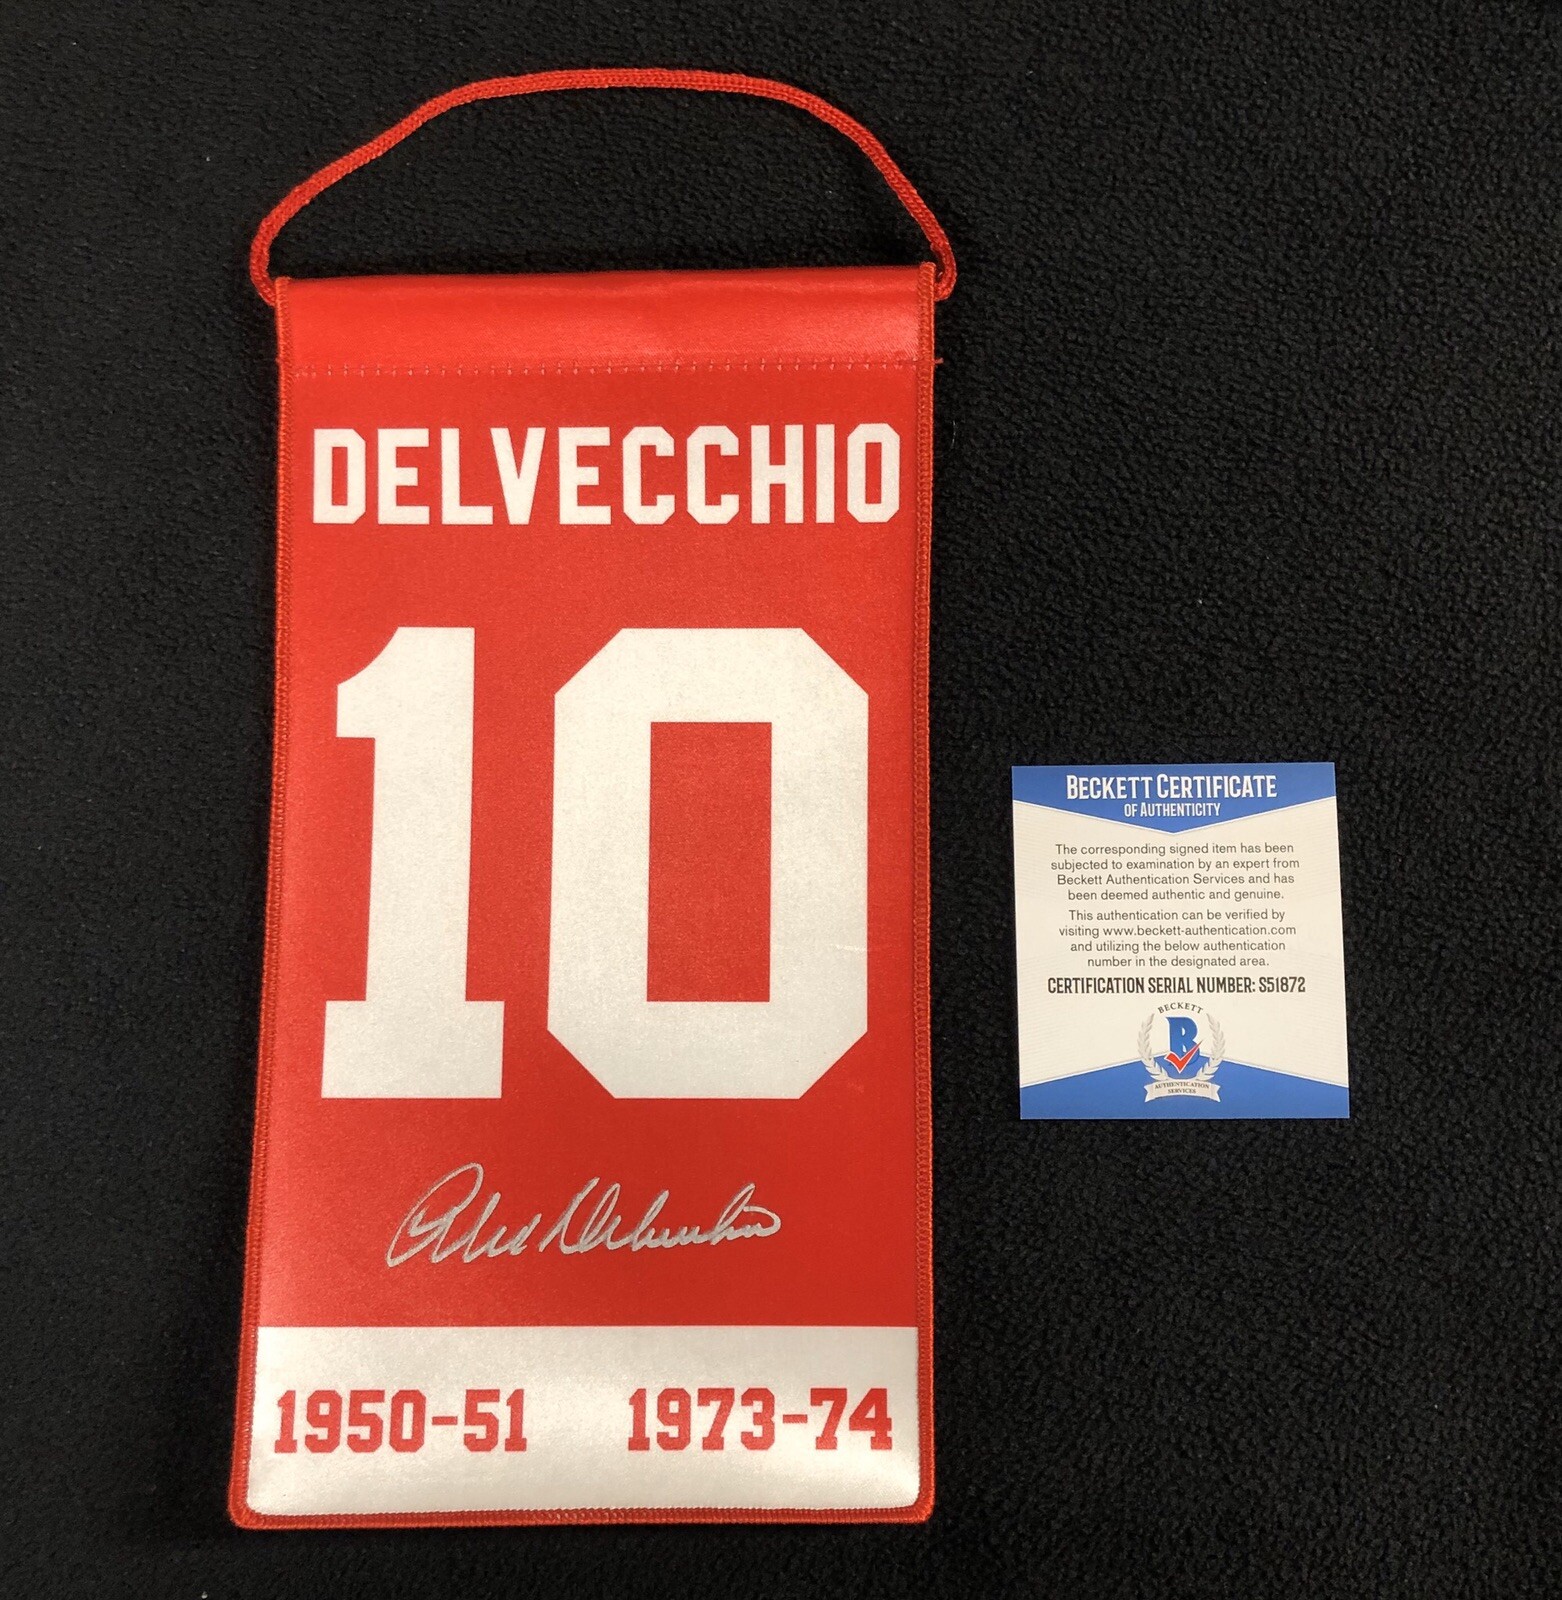 DELVECCHIO
10
Alex Delvecchio
1950-51 1973-74
BECKETT CERTIFICATE
OF AUTHENTICITY
The corresponding signed item has been
subjected to examination by an expert from
Beckett Authentication Services and has
been deemed authentic and genuine.
This authentication can be verified by
visiting www.beckett-authentication.com
and utilizing the below authentication
number in the designated area.
CERTIFICATION SERIAL NUMBER: S51872
BECKETT
B
AUTHENTICATION
SERVICES